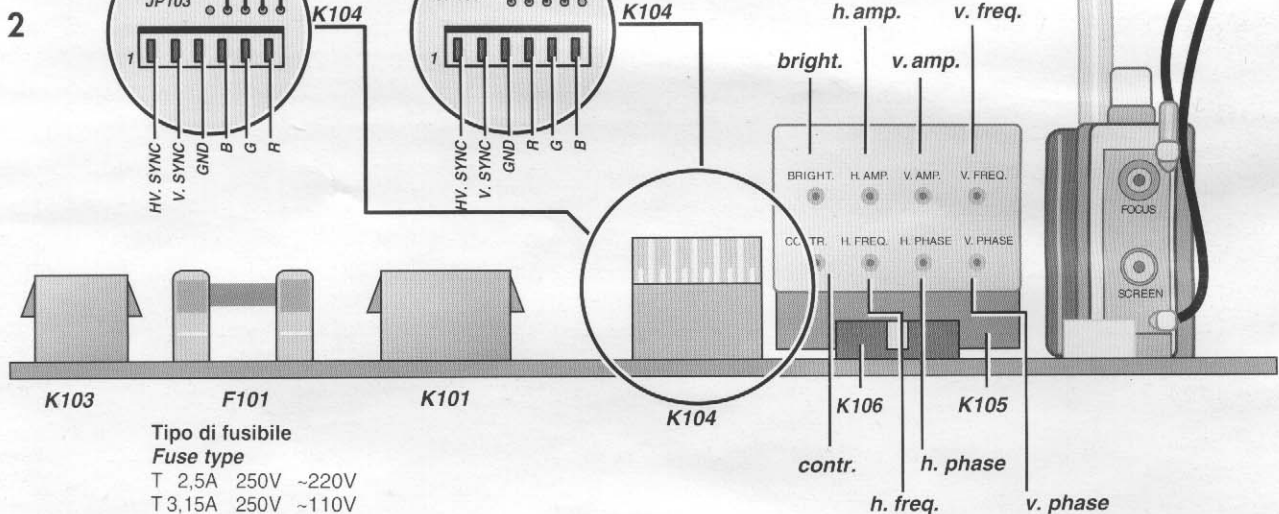 2
JP103
K104
K104
h. amp.
v. freq.
bright.
v. amp.
1
1
HV. SYNC
V. SYNC
GND
B
G
R
HV. SYNC
V. SYNC
GND
R
G
B
BRIGHT.
H. AMP.
V. AMP.
V. FREQ.
H. FREQ.
H. PHASE
V. PHASE
FOCUS
SCREEN
K103
F101
K101
K104
K106
K105
Tipo di fusibile
Fuse type
T 2,5A 250V ~220V
T 3,15A 250V ~110V
contr.
h. phase
h. freq.
v. phase